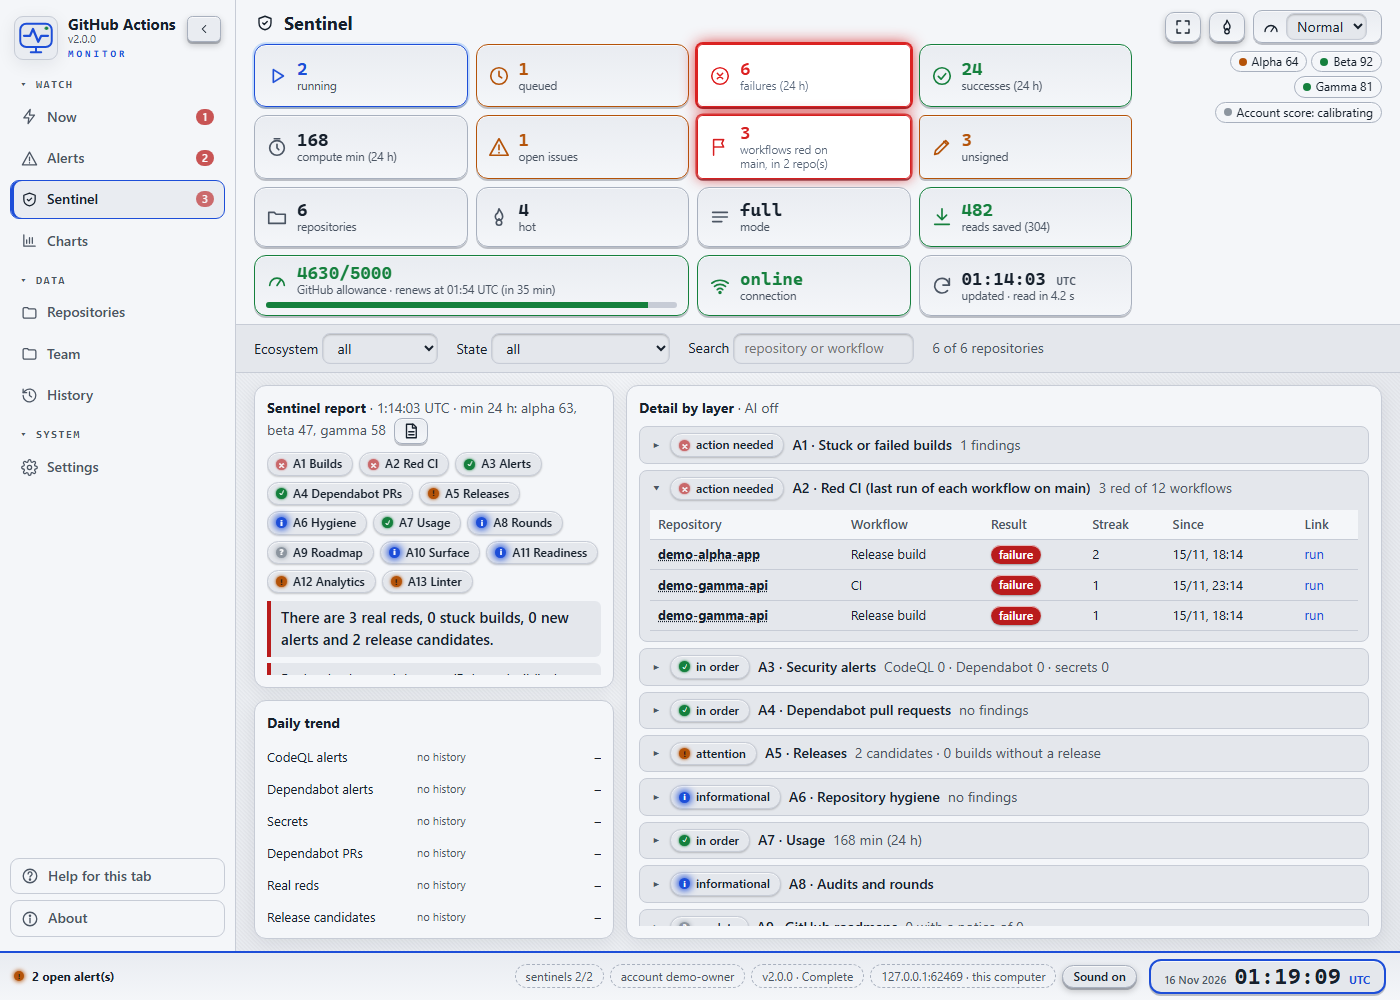 GitHub Actions
v2.0.0
MONITOR
WATCH
Now 1
Alerts 2
Sentinel 3
Charts
DATA
Repositories
Team
History
SYSTEM
Settings
Help for this tab
About
Sentinel
Normal
Alpha 64
Beta 92
Gamma 81
Account score: calibrating
2
running
1
queued
6
failures (24 h)
24
successes (24 h)
168
compute min (24 h)
1
open issues
3
workflows red on
main, in 2 repo(s)
3
unsigned
6
repositories
4
hot
full
mode
482
reads saved (304)
4630/5000
GitHub allowance · renews at 01:54 UTC (in 35 min)
online
connection
01:14:03 UTC
updated · read in 4.2 s
Ecosystem all State all Search repository or workflow 6 of 6 repositories
Sentinel report · 1:14:03 UTC · min 24 h: alpha 63,
beta 47, gamma 58
A1 Builds A2 Red CI A3 Alerts
A4 Dependabot PRs A5 Releases
A6 Hygiene A7 Usage A8 Rounds
A9 Roadmap A10 Surface A11 Readiness
A12 Analytics A13 Linter
There are 3 real reds, 0 stuck builds, 0 new
alerts and 2 release candidates.
Daily trend
CodeQL alerts no history –
Dependabot alerts no history –
Secrets no history –
Dependabot PRs no history –
Real reds no history –
Release candidates no history –
Detail by layer · AI off
action needed A1 · Stuck or failed builds 1 findings
action needed A2 · Red CI (last run of each workflow on main) 3 red of 12 workflows
Repository Workflow Result Streak Since Link
demo-alpha-app Release build failure 2 15/11, 18:14 run
demo-gamma-api CI failure 1 15/11, 23:14 run
demo-gamma-api Release build failure 1 15/11, 18:14 run
in order A3 · Security alerts CodeQL 0 · Dependabot 0 · secrets 0
in order A4 · Dependabot pull requests no findings
attention A5 · Releases 2 candidates · 0 builds without a release
informational A6 · Repository hygiene no findings
in order A7 · Usage 168 min (24 h)
informational A8 · Audits and rounds
2 open alert(s)
sentinels 2/2
account demo-owner
v2.0.0 · Complete
127.0.0.1:62469 · this computer
Sound on
16 Nov 2026 01:19:09 UTC